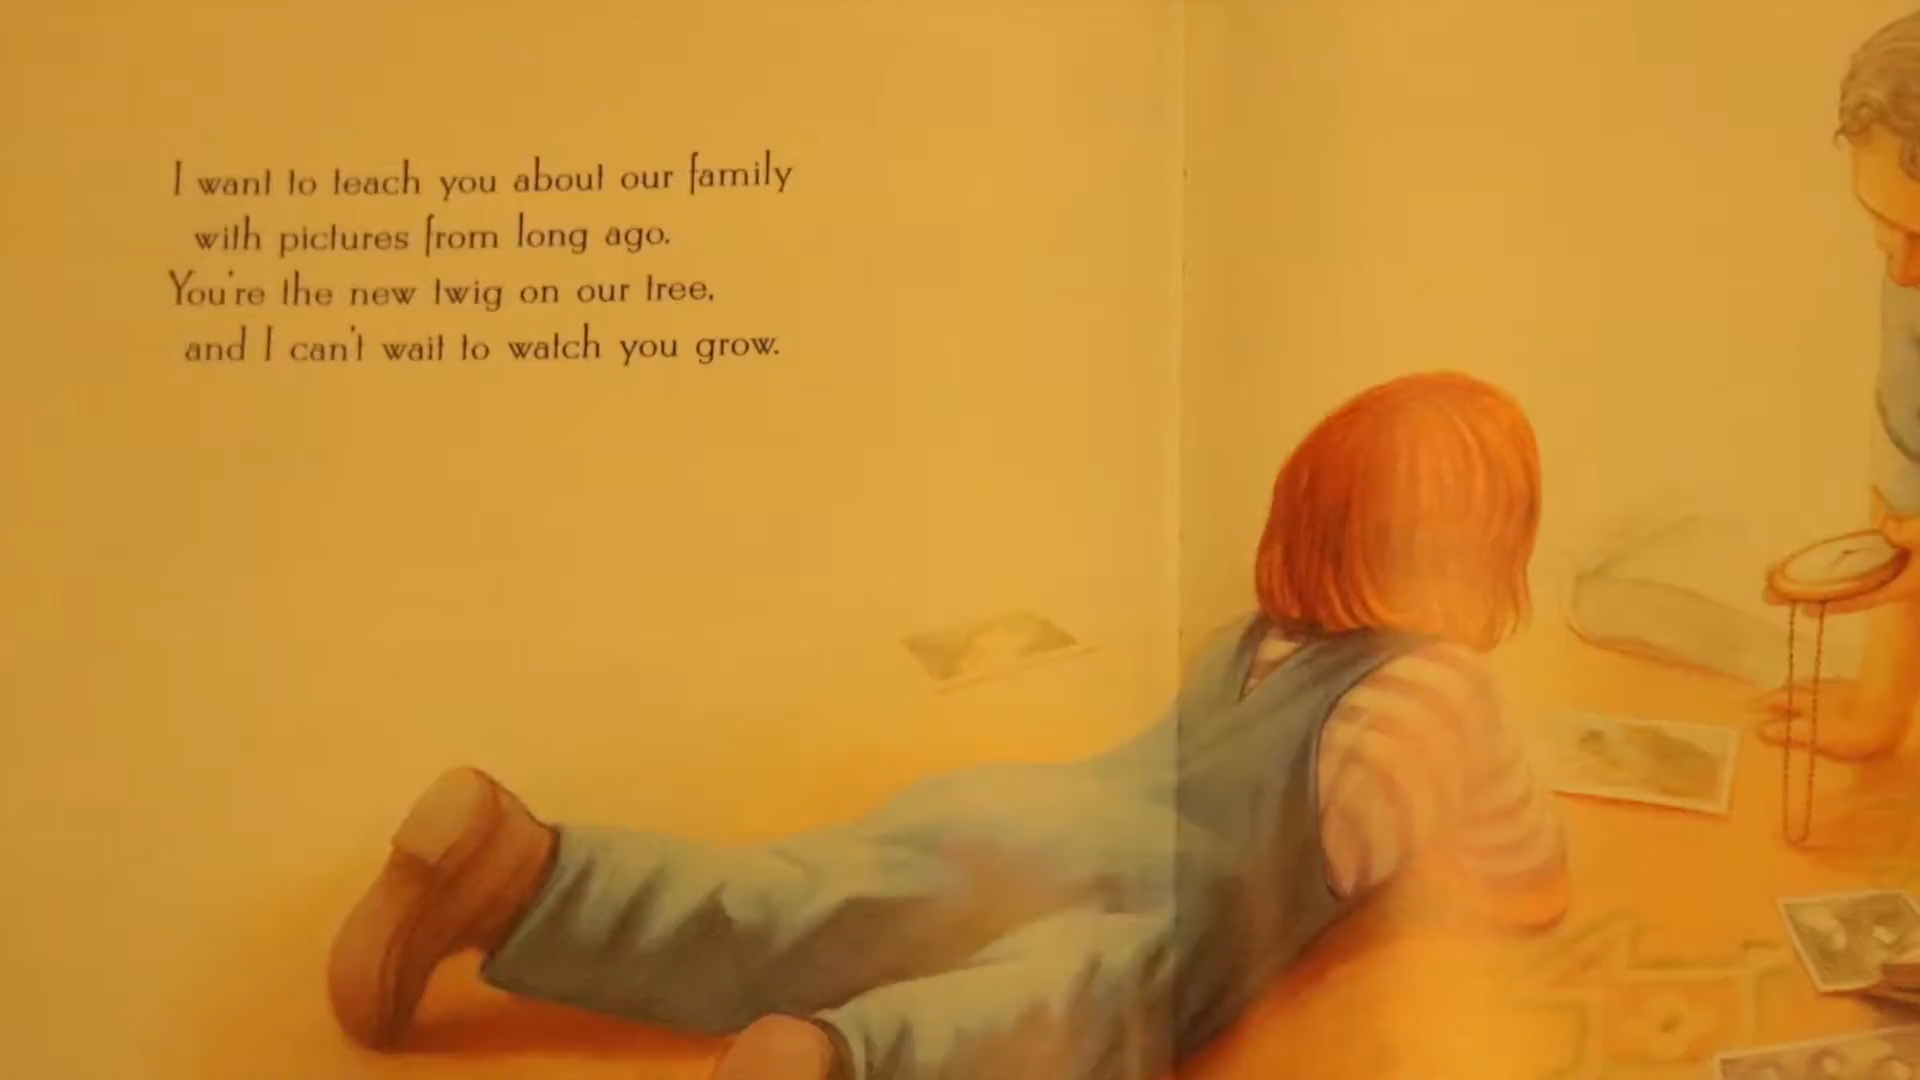 I want to teach you about our family
with pictures from long ago.
You're the new twig on our tree,
and I can't wait to watch you grow.